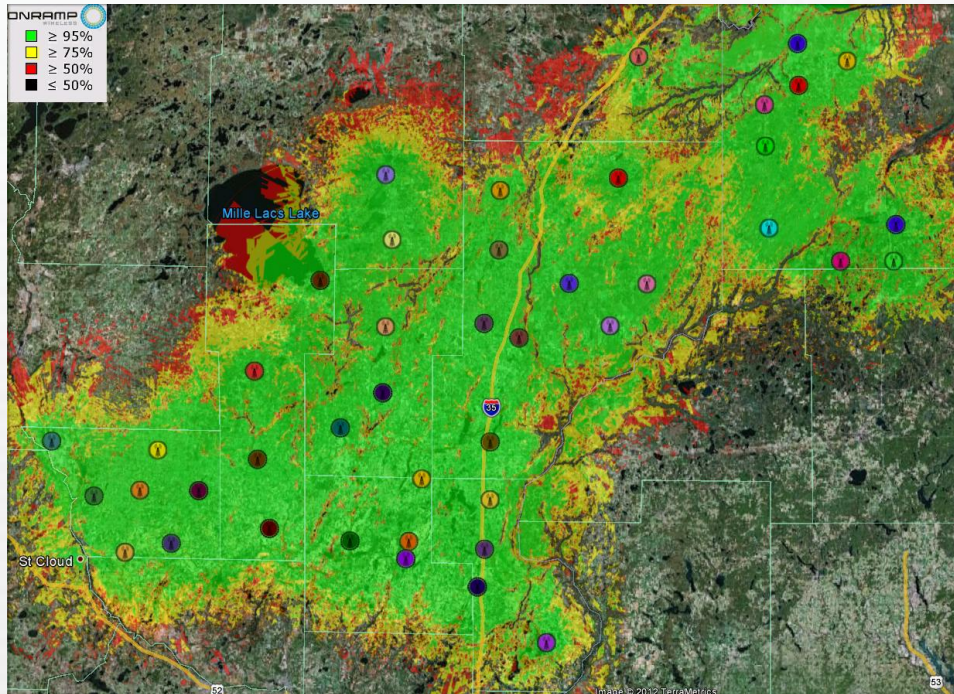 ONRAMP
WIRELESS
≥ 95%
≥ 75%
≥ 50%
≤ 50%
Mille Lacs Lake
35
St Cloud
52
53
Image © 2012 TerraMetrics